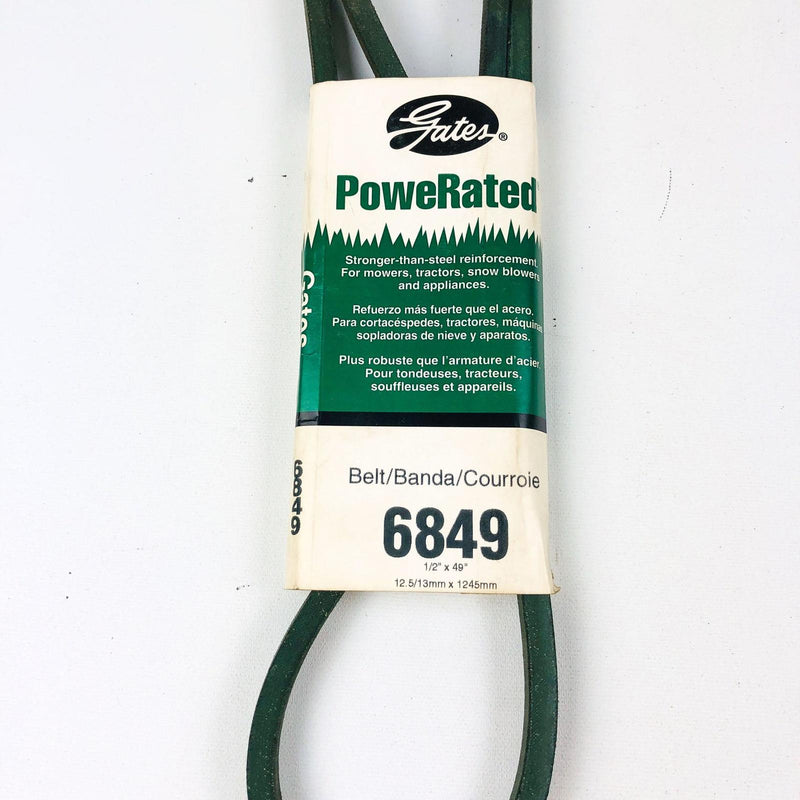 Gates®
PoweRated
Stronger-than-steel reinforcement.
For mowers, tractors, snow blowers
and appliances.
Refuerzo más fuerte que el acero.
Para cortacéspedes, tractores, máquinas
sopladoras de nieve y aparatos.
Plus robuste que l'armature d'acier.
Pour tondeuses, tracteurs,
souffleuses et appareils.
Gates
Belt/Banda/Courroie
6849
1/2" x 49"
12.5/13mm x 1245mm
6849